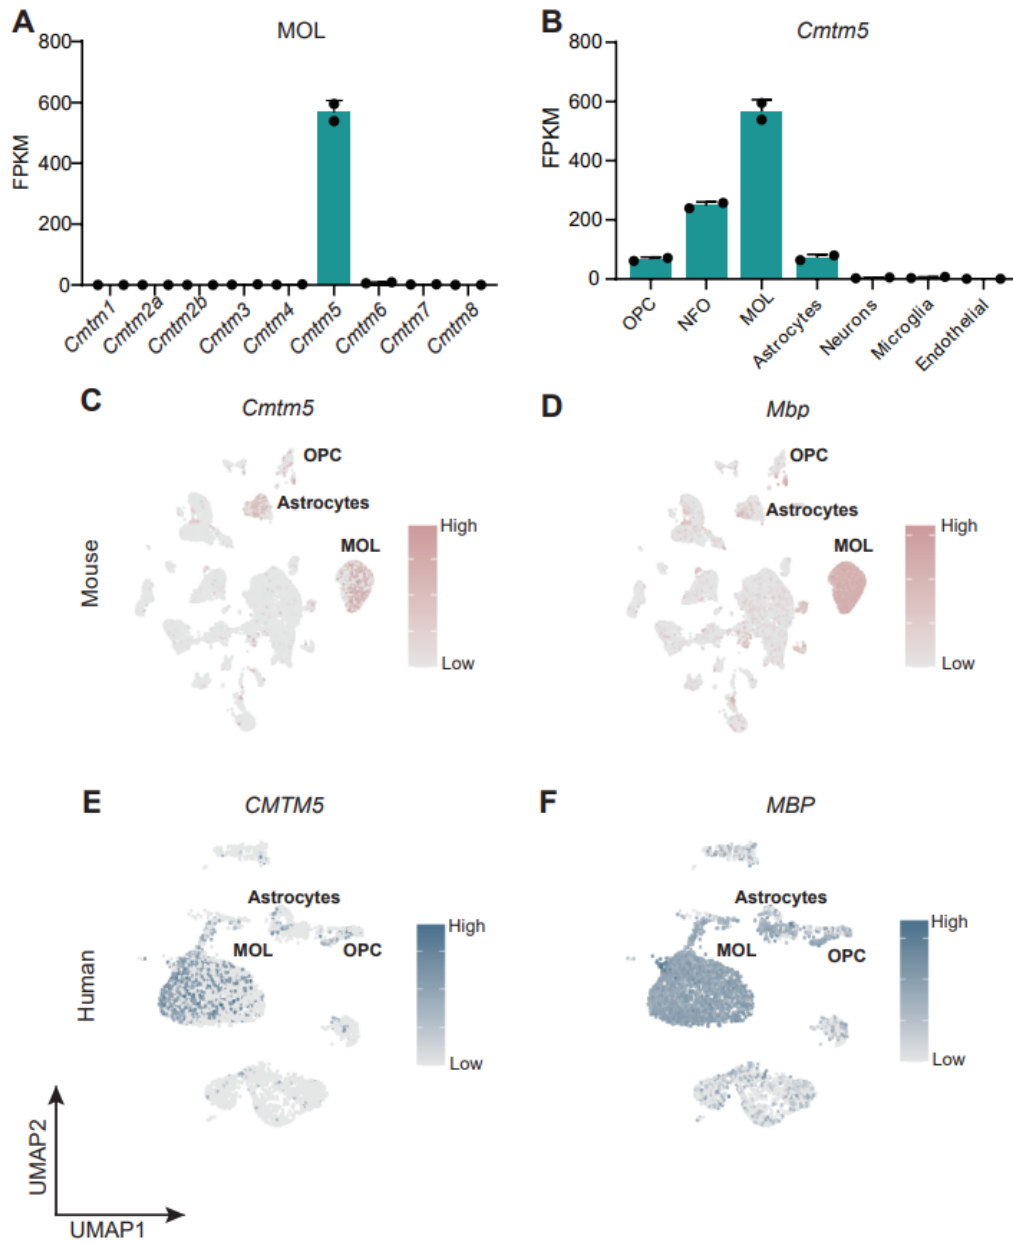 A
MOL
800
600
400
200
0
FPKM
Cmtm1
Cmtm2a
Cmtm2b
Cmtm3
Cmtm4
Cmtm5
Cmtm6
Cmtm7
Cmtm8
B
Cmtm5
800
600
400
200
0
FPKM
OPC
NFO
MOL
Astrocytes
Neurons
Microglia
Endothelial
C
Cmtm5
Mouse
OPC
Astrocytes
MOL
High
Low
D
Mbp
OPC
Astrocytes
MOL
High
Low
E
CMTM5
Human
Astrocytes
MOL
OPC
High
Low
F
MBP
Astrocytes
MOL
OPC
High
Low
UMAP2
UMAP1